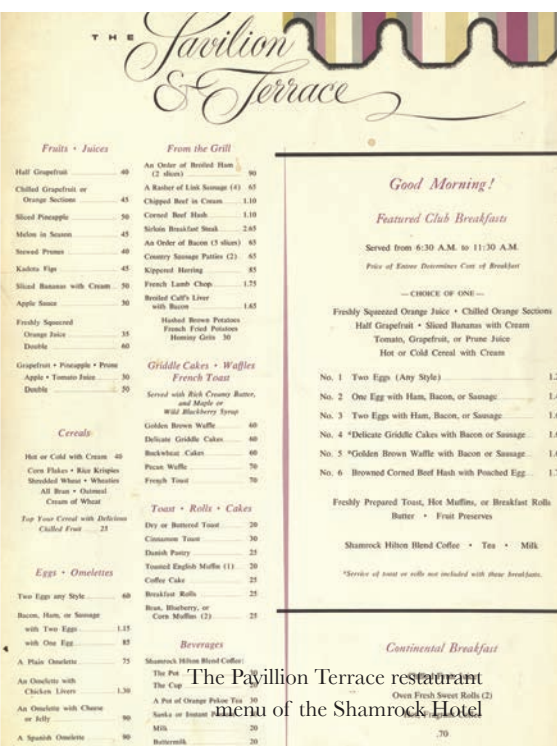 THE Pavilion
& Terrace
Fruits • Juices
Half Grapefruit 40
Chilled Grapefruit or
Orange Sections 45
Sliced Pineapple 50
Melon in Season 45
Stewed Prunes 40
Kadota Figs 45
Sliced Bananas with Cream 50
Apple Sauce 30
Freshly Squeezed
Orange Juice 35
Double 60
Grapefruit • Pineapple • Prune
Apple • Tomato Juice 30
Double 50
Cereals
Hot or Cold with Cream 40
Corn Flakes • Rice Krispies
Shredded Wheat • Wheaties
All Bran • Oatmeal
Cream of Wheat
Top Your Cereal with Delicious
Chilled Fruit 25
Eggs • Omelettes
Two Eggs any Style 60
Bacon, Ham, or Sausage
with Two Eggs 1.15
with One Egg 85
A Plain Omelette 75
An Omelette with
Chicken Livers 1.30
An Omelette with Cheese
or Jelly 90
A Spanish Omelette 90
From the Grill
An Order of Broiled Ham
(2 slices) 90
A Rasher of Link Sausage (4) 65
Chipped Beef in Cream 1.10
Corned Beef Hash 1.10
Sirloin Breakfast Steak 2.65
An Order of Bacon (5 slices) 65
Country Sausage Patties (2) 65
Kippered Herring 85
French Lamb Chop 1.75
Broiled Calf's Liver
with Bacon 1.65
Hashed Brown Potatoes
French Fried Potatoes
Hominy Grits 30
Griddle Cakes • Waffles
French Toast
Served with Rich Creamy Butter,
and Maple or
Wild Blackberry Syrup
Golden Brown Waffle 60
Delicate Griddle Cakes 60
Buckwheat Cakes 60
Pecan Waffle 70
French Toast 70
Toast • Rolls • Cakes
Dry or Buttered Toast 20
Cinnamon Toast 30
Danish Pastry 25
Toasted English Muffin (1) 20
Coffee Cake 25
Breakfast Rolls 25
Bran, Blueberry, or
Corn Muffins (2) 25
Beverages
Shamrock Hilton Blend Coffee:
The Pot
The Cup
A Pot of Orange Pekoe Tea 30
Sanka or Instant
Milk 20
Buttermilk 20
Good Morning!
Featured Club Breakfasts
Served from 6:30 A.M. to 11:30 A.M.
Price of Entree Determines Cost of Breakfast
— CHOICE OF ONE —
Freshly Squeezed Orange Juice • Chilled Orange Sections
Half Grapefruit • Sliced Bananas with Cream
Tomato, Grapefruit, or Prune Juice
Hot or Cold Cereal with Cream
No. 1 Two Eggs (Any Style)
No. 2 One Egg with Ham, Bacon, or Sausage
No. 3 Two Eggs with Ham, Bacon, or Sausage
No. 4 *Delicate Griddle Cakes with Bacon or Sausage
No. 5 *Golden Brown Waffle with Bacon or Sausage
No. 6 Browned Corned Beef Hash with Poached Egg
Freshly Prepared Toast, Hot Muffins, or Breakfast Rolls
Butter • Fruit Preserves
Shamrock Hilton Blend Coffee • Tea • Milk
*Service of toast or rolls not included with these breakfasts.
Continental Breakfast
Oven Fresh Sweet Rolls (2)
.70
The Pavillion Terrace restaurant
menu of the Shamrock Hotel